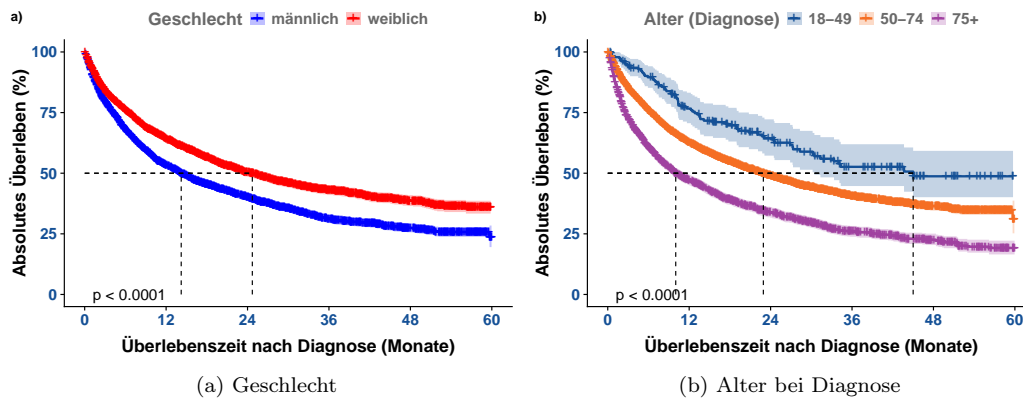 a) Geschlecht männlich weiblich
Absolutes Überleben (%)
100
75
50
25
0
p < 0.0001
0 12 24 36 48 60
Überlebenszeit nach Diagnose (Monate)
(a) Geschlecht
b) Alter (Diagnose) 18–49 50–74 75+
Absolutes Überleben (%)
100
75
50
25
0
p < 0.0001
0 12 24 36 48 60
Überlebenszeit nach Diagnose (Monate)
(b) Alter bei Diagnose